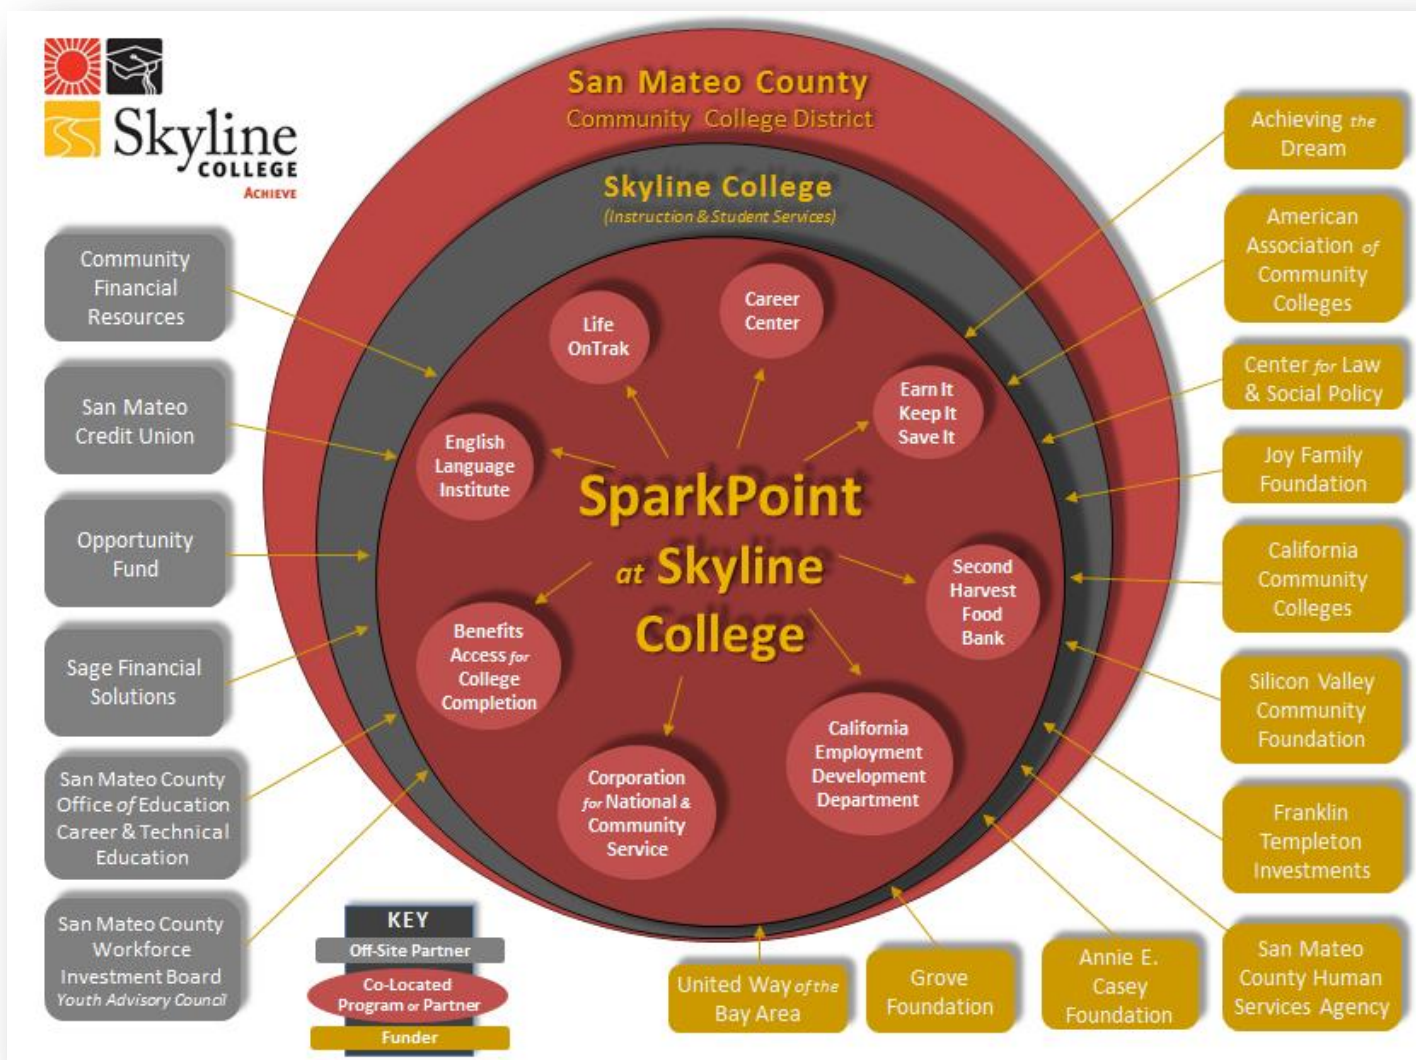 Skyline
COLLEGE
ACHIEVE
San Mateo County
Community College District
Skyline College
(Instruction & Student Services)
Community
Financial
Resources
San Mateo
Credit Union
Opportunity
Fund
Sage Financial
Solutions
San Mateo County
Office of Education
Career & Technical
Education
San Mateo County
Workforce
Investment Board
Youth Advisory Council
Life
OnTrak
Career
Center
Earn It
Keep It
Save It
English
Language
Institute
SparkPoint
at Skyline
College
Second
Harvest
Food
Bank
Benefits
Access for
College
Completion
California
Employment
Development
Department
Corporation
for National &
Community
Service
Achieving the
Dream
American
Association of
Community
Colleges
Center for Law
& Social Policy
Joy Family
Foundation
California
Community
Colleges
Silicon Valley
Community
Foundation
Franklin
Templeton
Investments
San Mateo
County Human
Services Agency
Annie E.
Casey
Foundation
Grove
Foundation
United Way of the
Bay Area
KEY
Off-Site Partner
Co-Located
Program or Partner
Funder